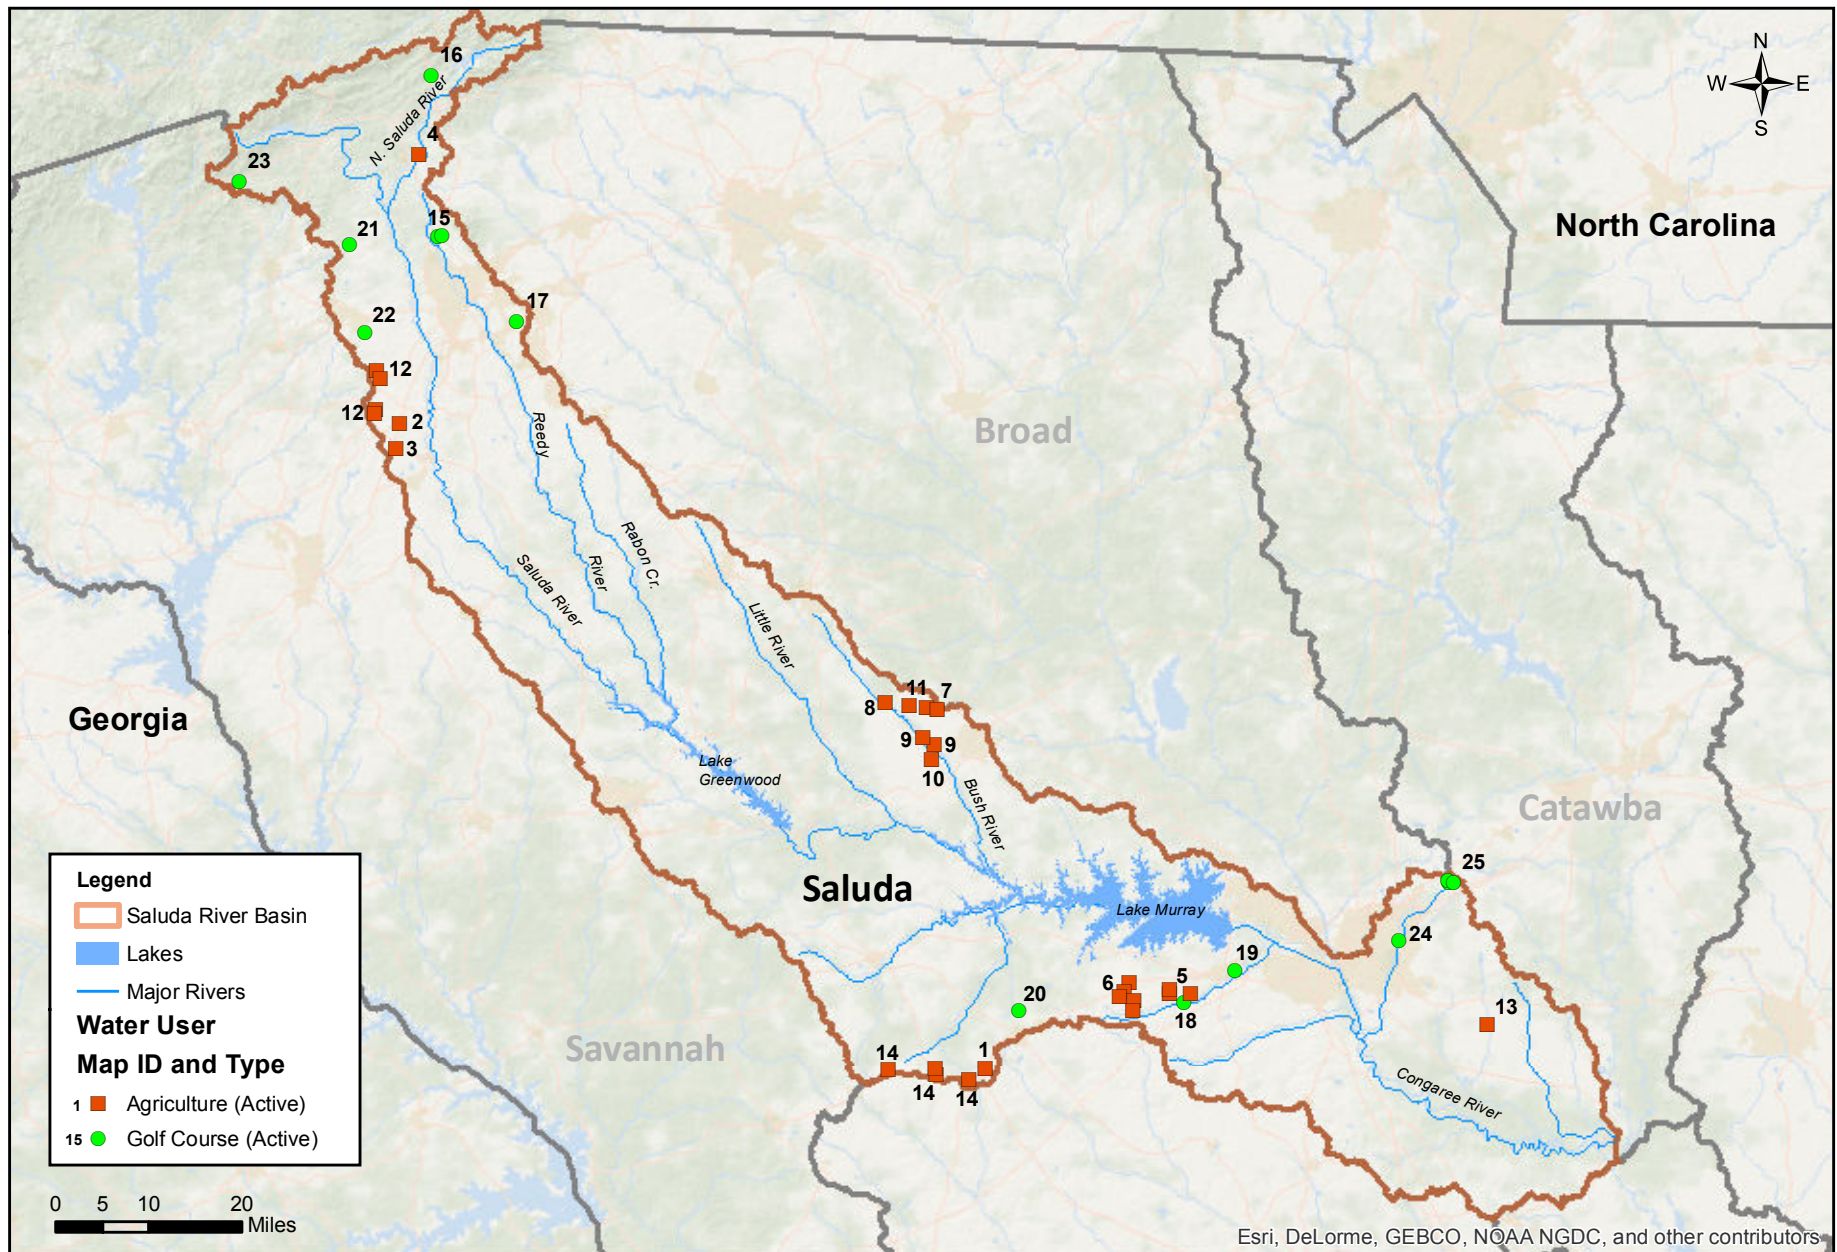 16
N
W E
S
N. Saluda River
4
23
15
21
North Carolina
17
22
12
12
2
3
Reedy
Broad
Rabon Cr.
Saluda River
River
Little River
11 7
8
Georgia
9
9
10
Lake
Greenwood
Bush River
Catawba
25
Saluda
Lake Murray
24
19
6
5
20
18
13
Savannah
14
1
14
14
Congaree River
Legend
Saluda River Basin
Lakes
Major Rivers
Water User
Map ID and Type
1 Agriculture (Active)
15 Golf Course (Active)
0 5 10 20
Miles
Esri, DeLorme, GEBCO, NOAA NGDC, and other contributors